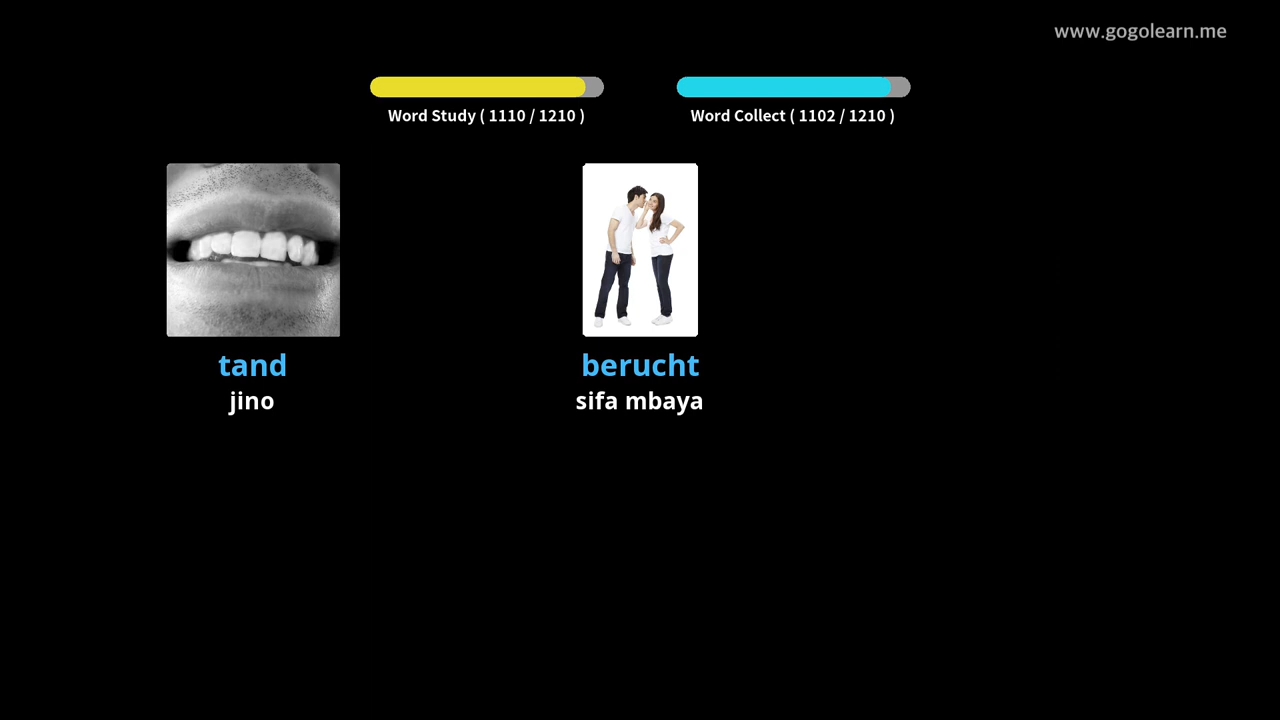 www.gogolearn.me
Word Study ( 1110 / 1210 )
Word Collect ( 1102 / 1210 )
tand
jino
berucht
sifa mbaya